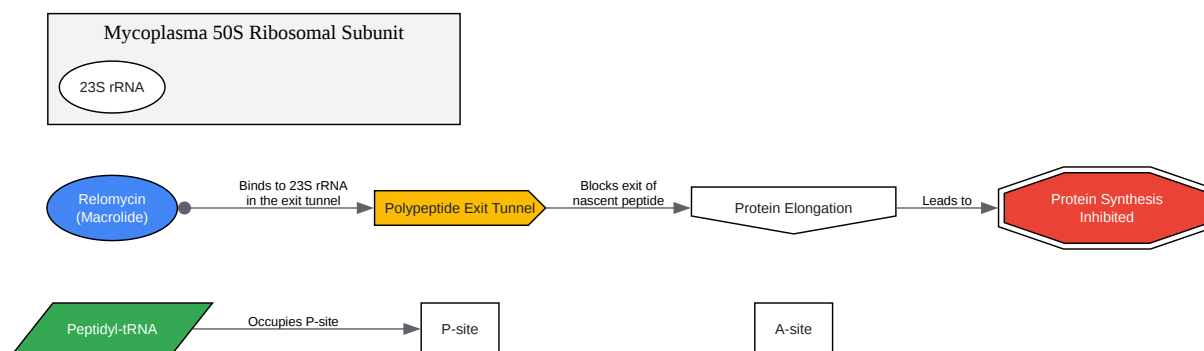 Mycoplasma 50S Ribosomal Subunit
23S rRNA
Relomycin
(Macrolide)
Binds to 23S rRNA
in the exit tunnel
Polypeptide Exit Tunnel
Blocks exit of
nascent peptide
Protein Elongation
Leads to
Protein Synthesis
Inhibited
Peptidyl-tRNA
Occupies P-site
P-site
A-site